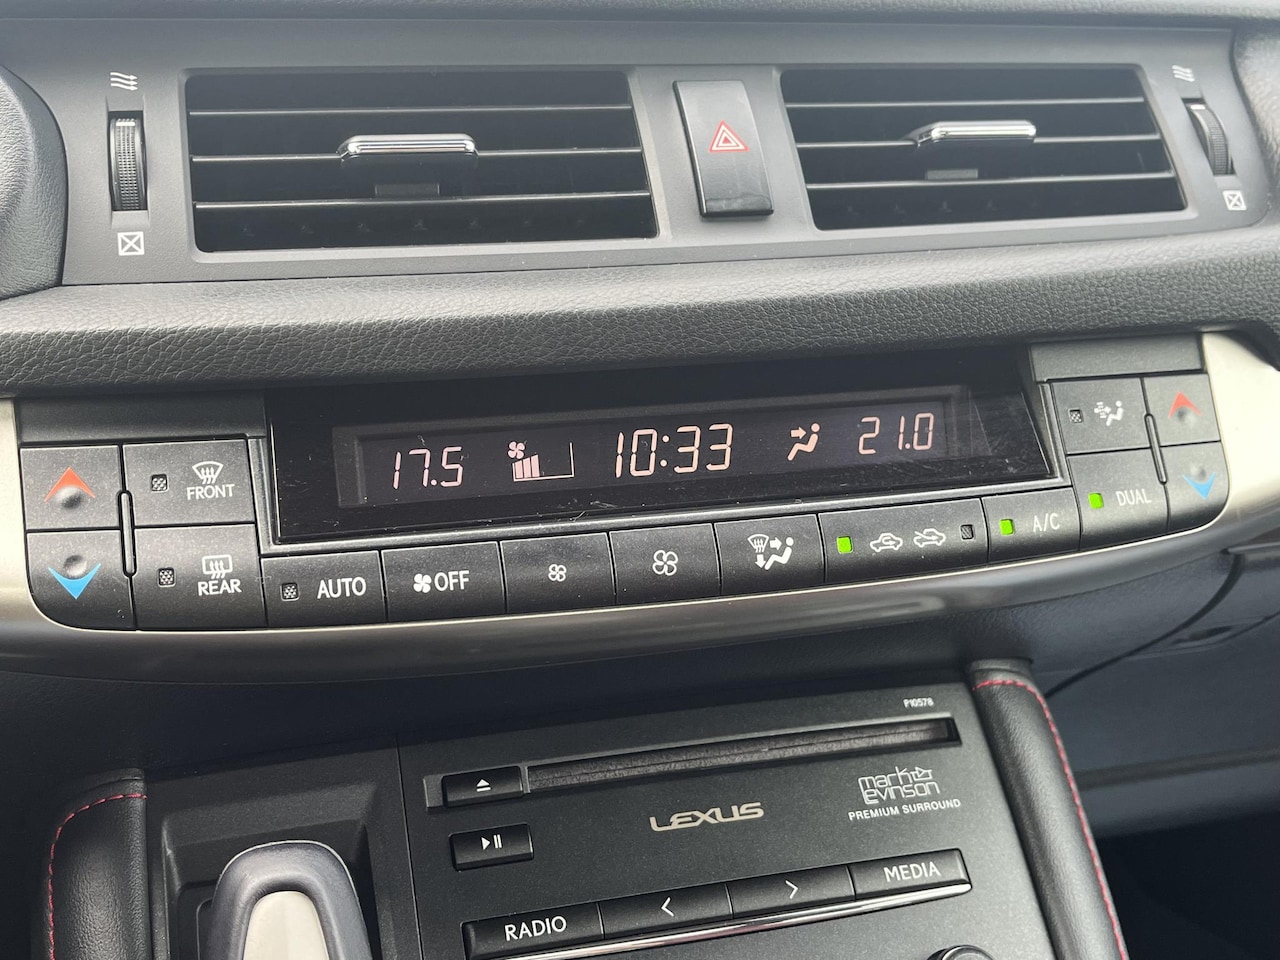 17.5 10:33 21.0
FRONT
REAR AUTO OFF A/C DUAL
P10578
mark levinson
PREMIUM SURROUND
LEXUS
RADIO MEDIA